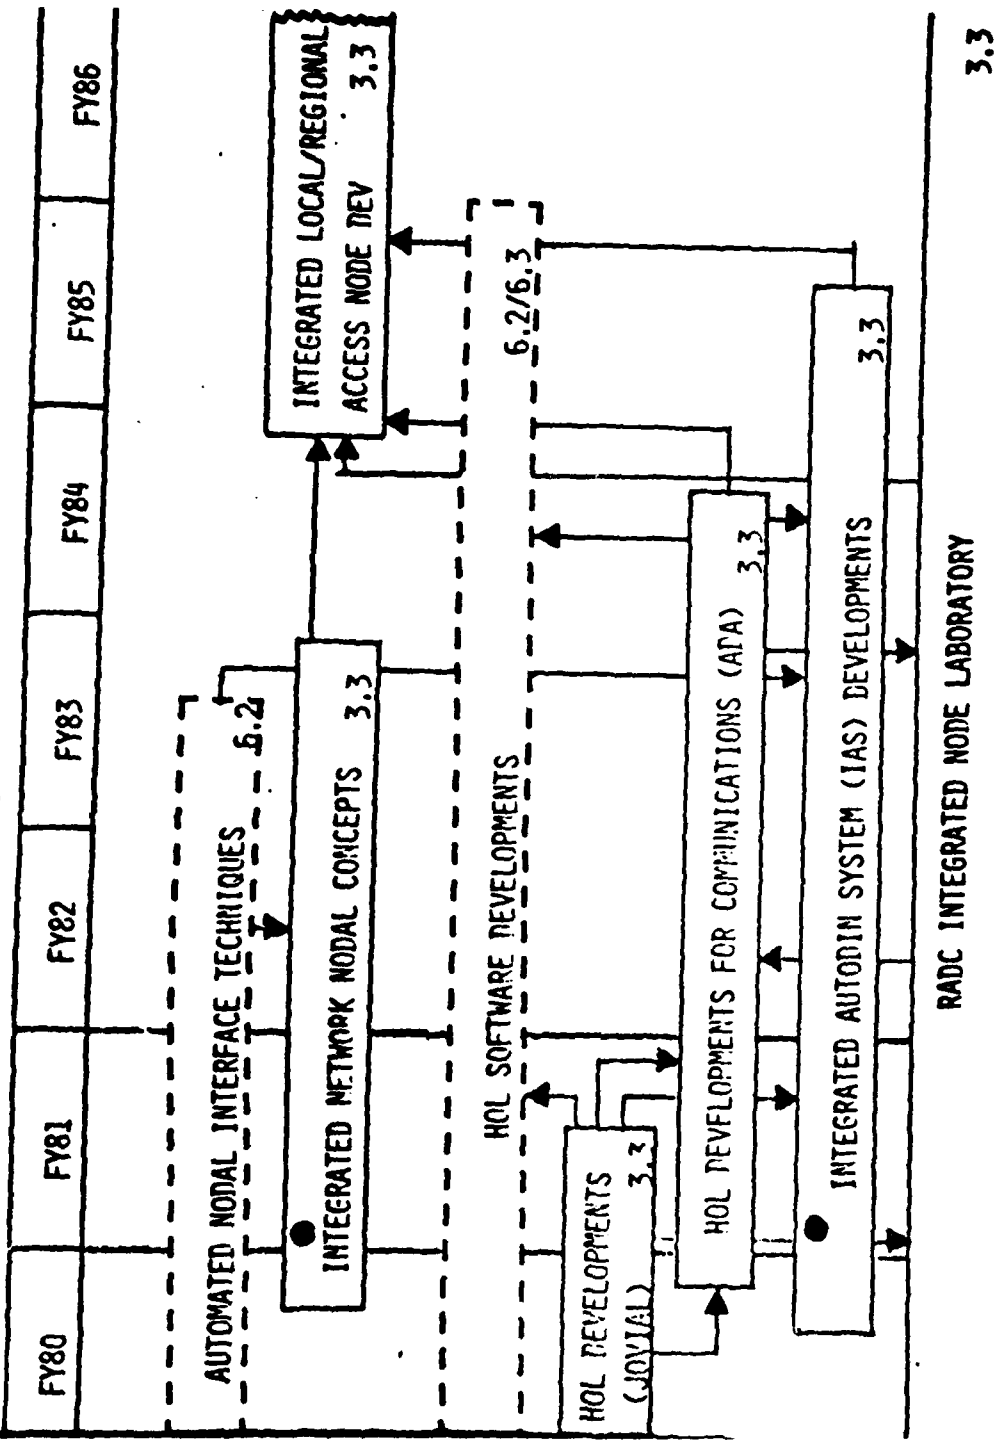 FY80 FY81 FY82 FY83 FY84 FY85 FY86
AUTOMATED NODAL INTERFACE TECHNIQUES
6.2
INTEGRATED NETWORK NODAL CONCEPTS
3.3
INTEGRATED LOCAL/REGIONAL
ACCESS NODE DEV 3.3
HOL SOFTWARE DEVELOPMENTS
6.2/6.3
HOL DEVELOPMENTS
(JOVIAL) 3.3
HOL DEVELOPMENTS FOR COMMUNICATIONS (ADA)
3.3
INTEGRATED AUTODIN SYSTEM (IAS) DEVELOPMENTS
3.3
RADC INTEGRATED NODE LABORATORY
3.3